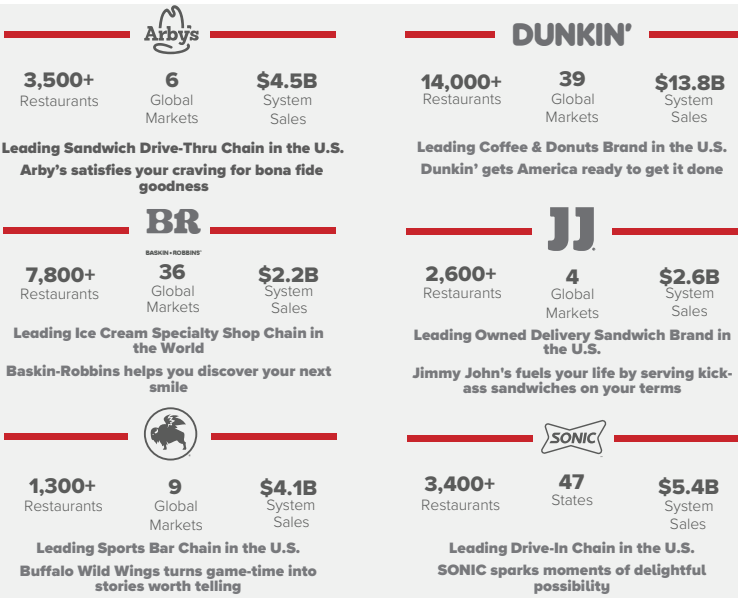 Arby's
3,500+
Restaurants
6
Global
Markets
$4.5B
System
Sales
Leading Sandwich Drive-Thru Chain in the U.S.
Arby's satisfies your craving for bona fide
goodness
DUNKIN'
14,000+
Restaurants
39
Global
Markets
$13.8B
System
Sales
Leading Coffee & Donuts Brand in the U.S.
Dunkin' gets America ready to get it done
BR
BASKIN-ROBBINS
7,800+
Restaurants
36
Global
Markets
$2.2B
System
Sales
Leading Ice Cream Specialty Shop Chain in
the World
Baskin-Robbins helps you discover your next
smile
JJ
2,600+
Restaurants
4
Global
Markets
$2.6B
System
Sales
Leading Owned Delivery Sandwich Brand in
the U.S.
Jimmy John's fuels your life by serving kick-
ass sandwiches on your terms
1,300+
Restaurants
9
Global
Markets
$4.1B
System
Sales
Leading Sports Bar Chain in the U.S.
Buffalo Wild Wings turns game-time into
stories worth telling
SONIC
3,400+
Restaurants
47
States
$5.4B
System
Sales
Leading Drive-In Chain in the U.S.
SONIC sparks moments of delightful
possibility